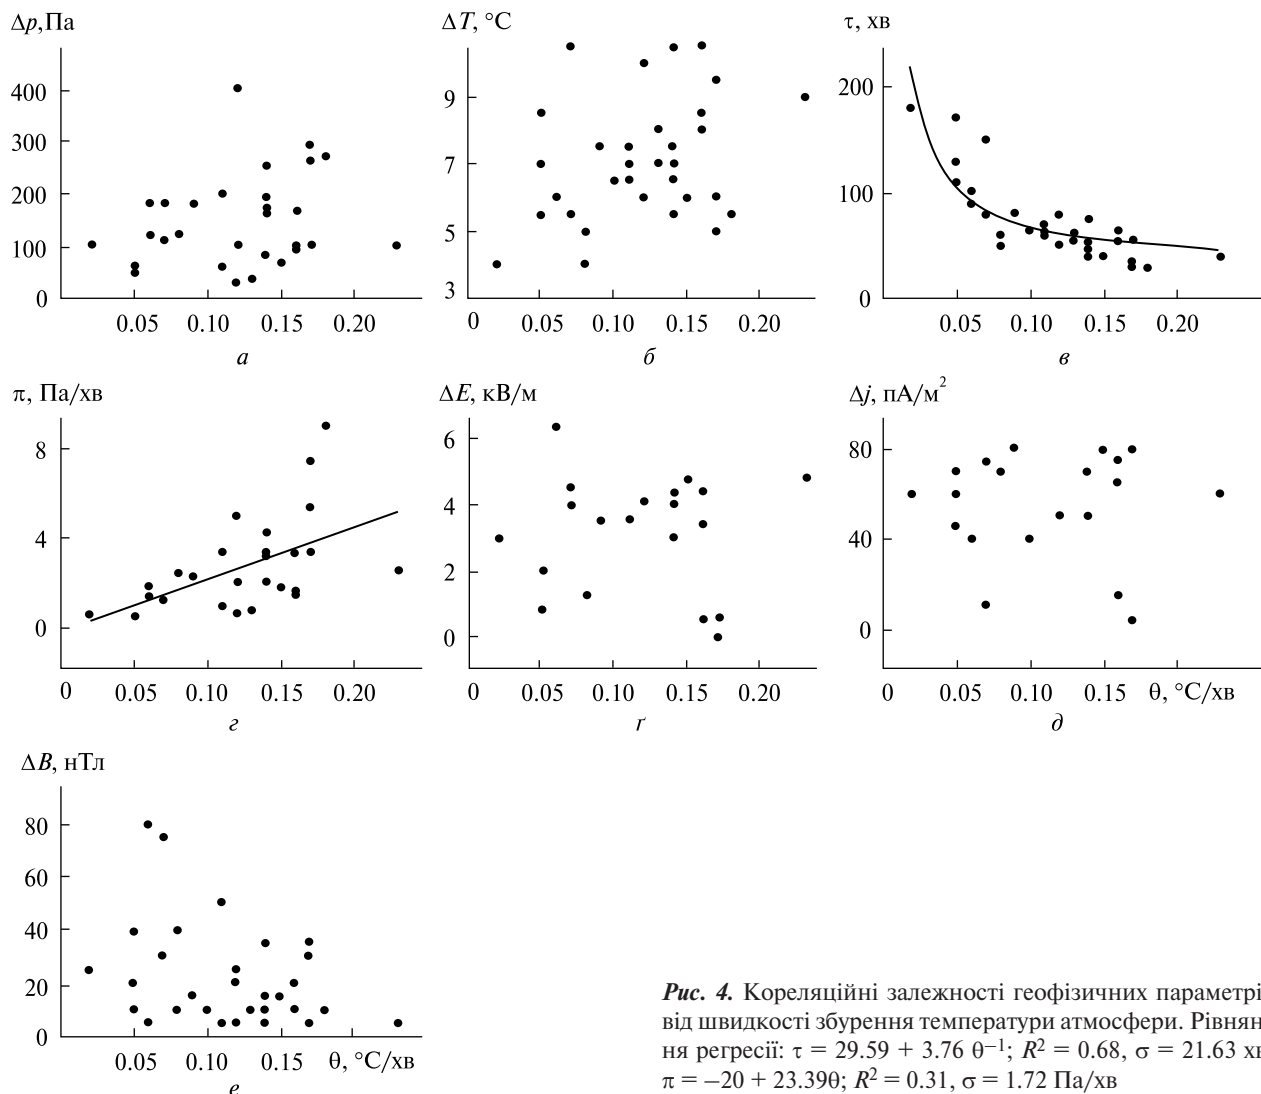 Δp,Па
400
300
200
100
0
0.05 0.10 0.15 0.20
а
ΔT, °C
9
7
5
3
0 0.05 0.10 0.15 0.20
б
τ, хв
200
100
0
0.05 0.10 0.15 0.20
в
π, Па/хв
8
4
0
0 0.05 0.10 0.15 0.20
г
ΔE, кВ/м
6
4
2
0
0.05 0.10 0.15 0.20
ґ
Δj, пА/м²
80
40
0
0 0.05 0.10 0.15 θ, °C/хв
д
ΔB, нТл
80
60
40
20
0
0.05 0.10 0.15 θ, °C/хв
е
Рис. 4. Кореляційні залежності геофізичних параметрі
від швидкості збурення температури атмосфери. Рівнян
ня регресії: τ = 29.59 + 3.76 θ⁻¹; R² = 0.68, σ = 21.63 хв
π = −20 + 23.39θ; R² = 0.31, σ = 1.72 Па/хв